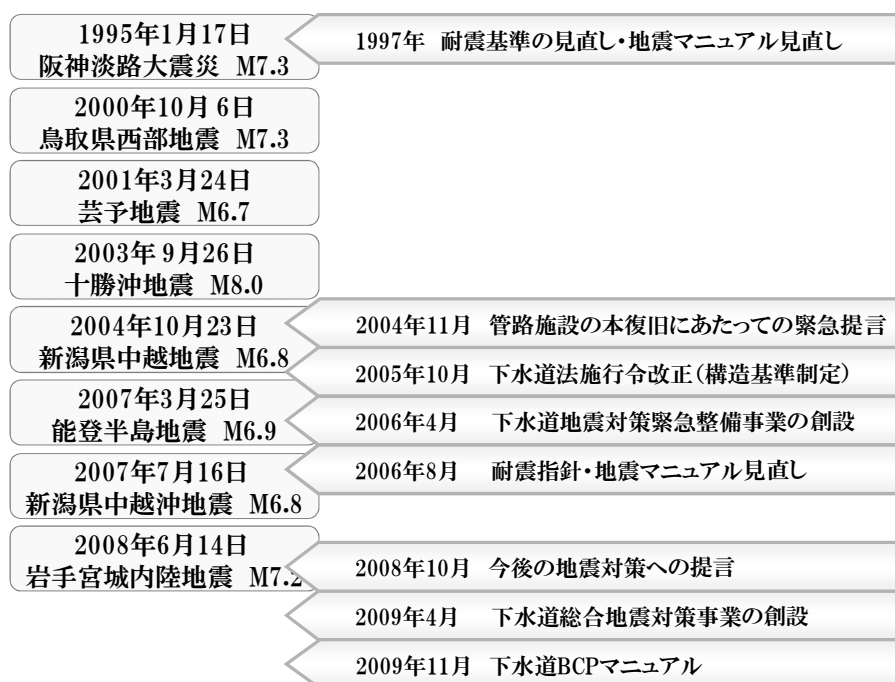 1995年1月17日
阪神淡路大震災 M7.3
1997年 耐震基準の見直し・地震マニュアル見直し
2000年10月6日
鳥取県西部地震 M7.3
2001年3月24日
芸予地震 M6.7
2003年9月26日
十勝沖地震 M8.0
2004年10月23日
新潟県中越地震 M6.8
2004年11月 管路施設の本復旧にあたっての緊急提言
2005年10月 下水道法施行令改正(構造基準制定)
2007年3月25日
能登半島地震 M6.9
2006年4月 下水道地震対策緊急整備事業の創設
2007年7月16日
新潟県中越沖地震 M6.8
2006年8月 耐震指針・地震マニュアル見直し
2008年6月14日
岩手宮城内陸地震 M7.2
2008年10月 今後の地震対策への提言
2009年4月 下水道総合地震対策事業の創設
2009年11月 下水道BCPマニュアル